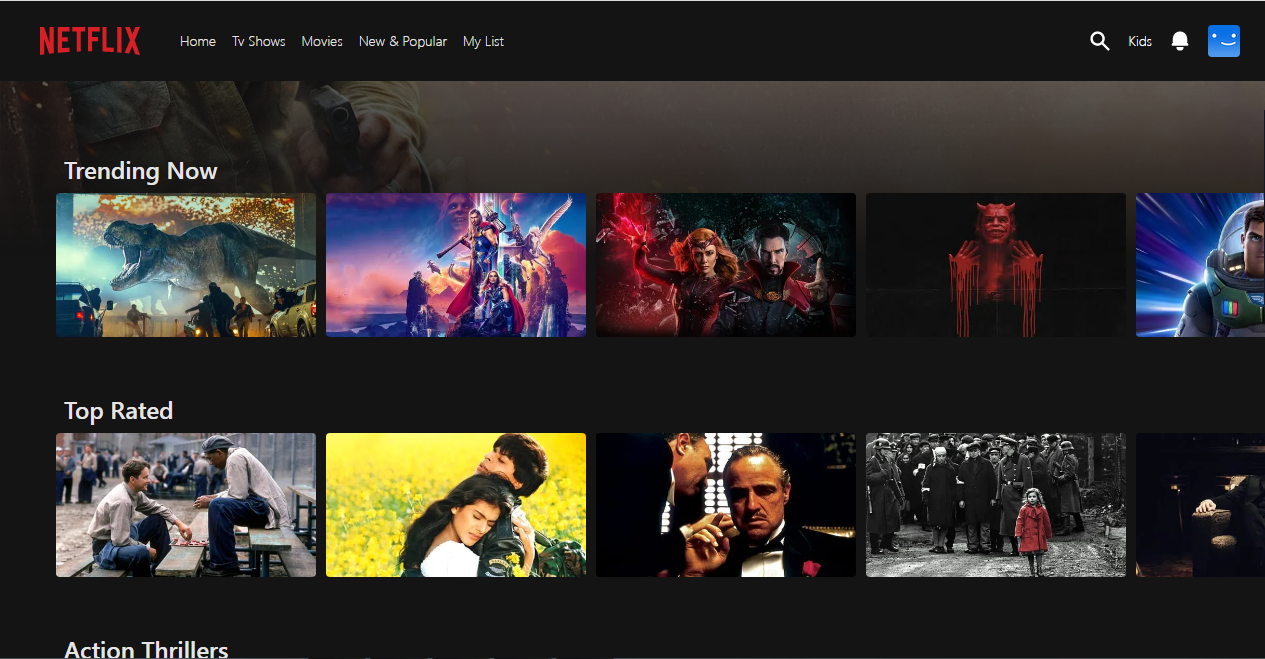 NETFLIX
Home Tv Shows Movies New & Popular My List
Kids
Trending Now
Top Rated
Action Thrillers